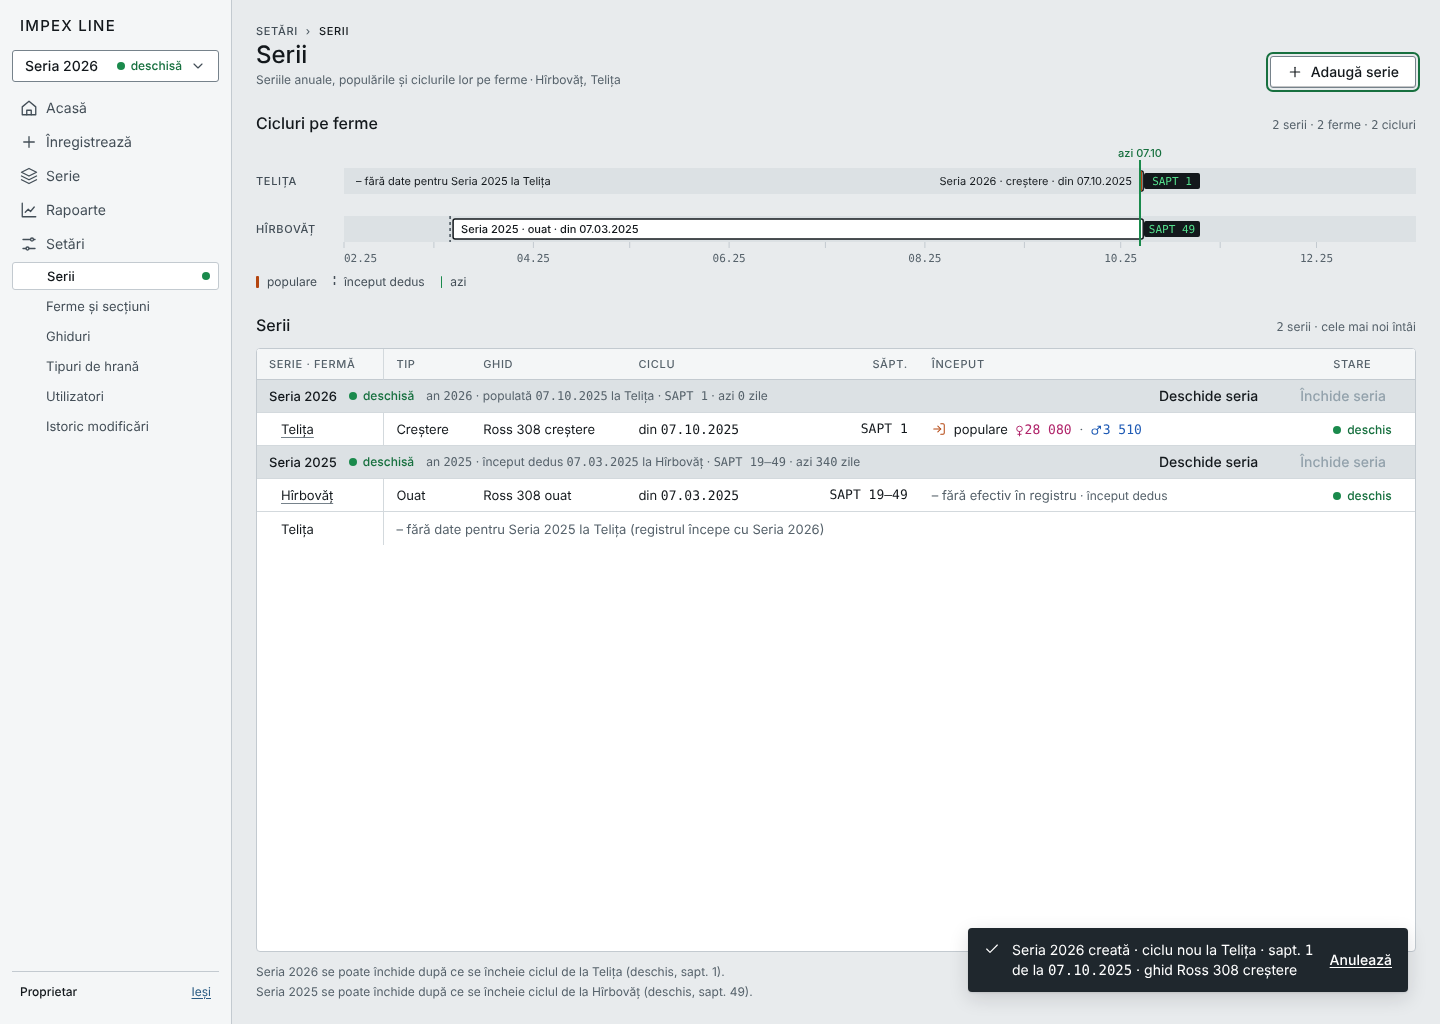 IMPEX LINE
Seria 2026 deschisă
Acasă
Înregistrează
Serie
Rapoarte
Setări
Serii
Ferme și secțiuni
Ghiduri
Tipuri de hrană
Utilizatori
Istoric modificări
Proprietar Ieși
SETĂRI › SERII
Serii
Seriile anuale, populările și ciclurile lor pe ferme · Hîrbovăț, Telița
+ Adaugă serie
Cicluri pe ferme 2 serii · 2 ferme · 2 cicluri
azi 07.10
TELIȚA – fără date pentru Seria 2025 la Telița Seria 2026 · creștere · din 07.10.2025 SAPT 1
HÎRBOVĂȚ Seria 2025 · ouat · din 07.03.2025 SAPT 49
02.25 04.25 06.25 08.25 10.25 12.25
populare început dedus azi
Serii 2 serii · cele mai noi întâi
SERIE · FERMĂ TIP GHID CICLU SĂPT. ÎNCEPUT STARE
Seria 2026 deschisă an 2026 · populată 07.10.2025 la Telița · SAPT 1 · azi 0 zile Deschide seria Închide seria
Telița Creștere Ross 308 creștere din 07.10.2025 SAPT 1 populare ♀28 080 · ♂3 510 deschis
Seria 2025 deschisă an 2025 · început dedus 07.03.2025 la Hîrbovăț · SAPT 19–49 · azi 340 zile Deschide seria Închide seria
Hîrbovăț Ouat Ross 308 ouat din 07.03.2025 SAPT 19–49 – fără efectiv în registru · început dedus deschis
Telița – fără date pentru Seria 2025 la Telița (registrul începe cu Seria 2026)
Seria 2026 se poate închide după ce se încheie ciclul de la Telița (deschis, sapt. 1).
Seria 2025 se poate închide după ce se încheie ciclul de la Hîrbovăț (deschis, sapt. 49).
Seria 2026 creată · ciclu nou la Telița · sapt. 1
de la 07.10.2025 · ghid Ross 308 creștere
Anulează